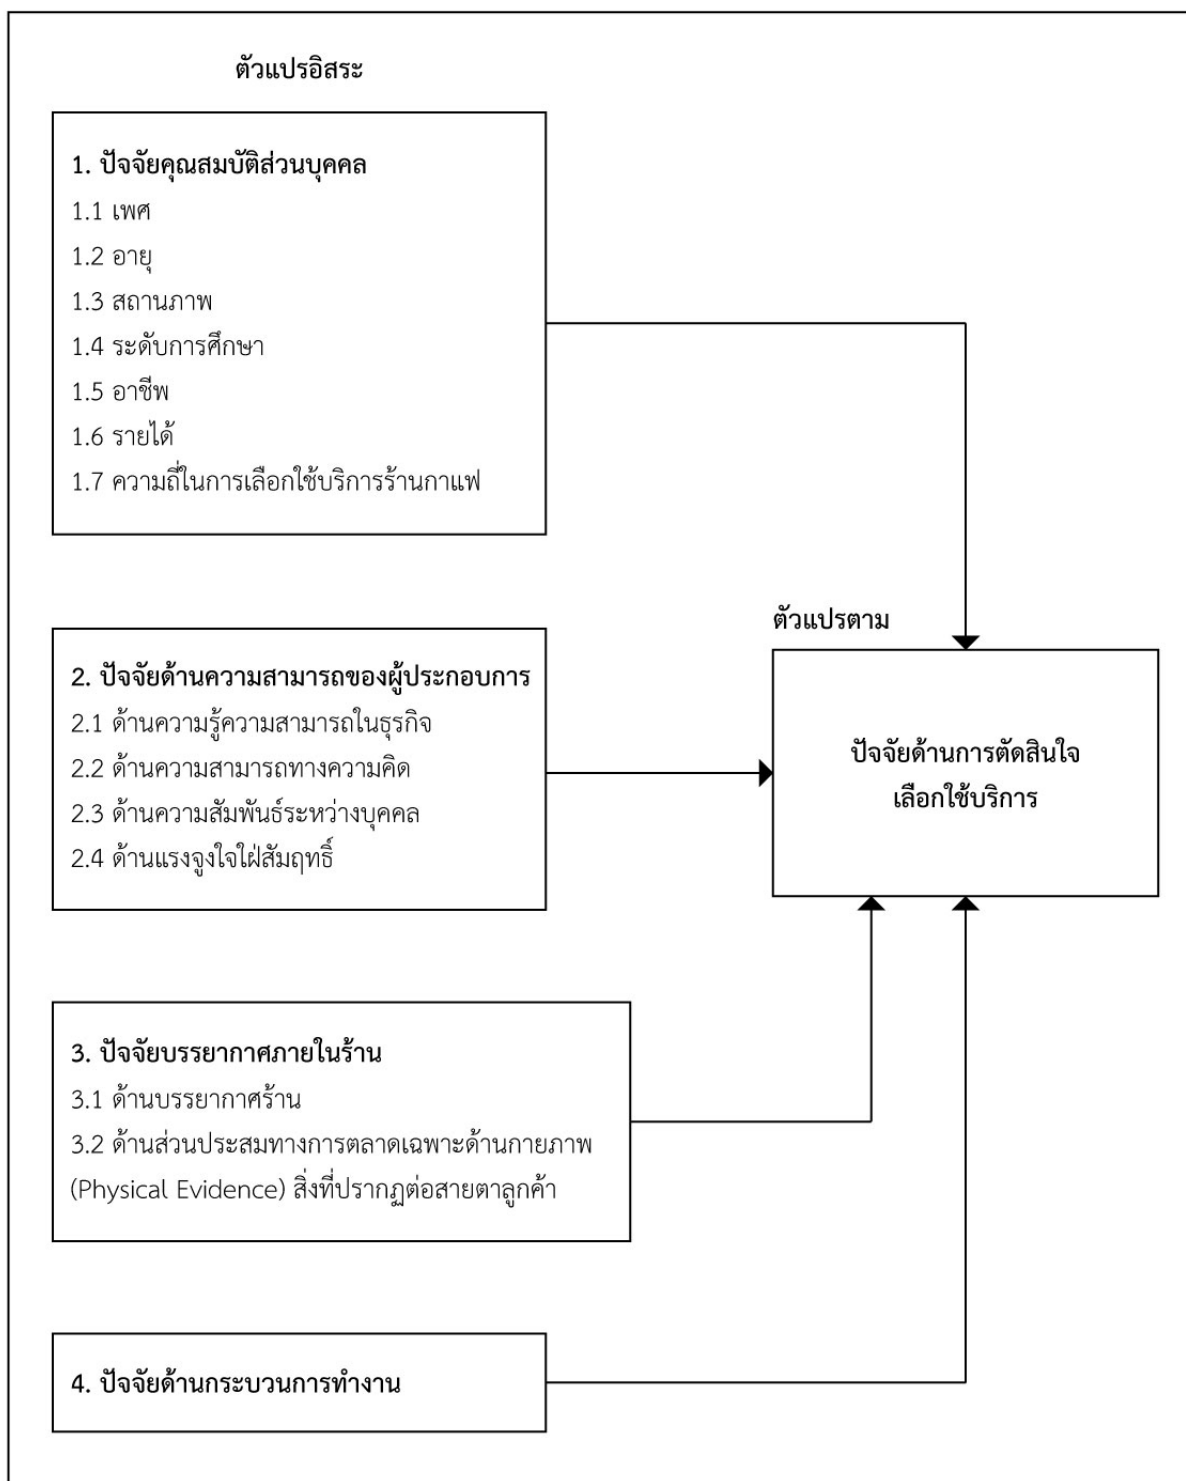 ตัวแปรอิสระ
1. ปัจจัยคุณสมบัติส่วนบุคคล
1.1 เพศ
1.2 อายุ
1.3 สถานภาพ
1.4 ระดับการศึกษา
1.5 อาชีพ
1.6 รายได้
1.7 ความถี่ในการเลือกใช้บริการร้านกาแฟ
2. ปัจจัยด้านความสามารถของผู้ประกอบการ
2.1 ด้านความรู้ความสามารถในธุรกิจ
2.2 ด้านความสามารถทางความคิด
2.3 ด้านความสัมพันธ์ระหว่างบุคคล
2.4 ด้านแรงจูงใจใฝ่สัมฤทธิ์
ตัวแปรตาม
ปัจจัยด้านการตัดสินใจ
เลือกใช้บริการ
3. ปัจจัยบรรยากาศภายในร้าน
3.1 ด้านบรรยากาศร้าน
3.2 ด้านส่วนประสมทางการตลาดเฉพาะด้านกายภาพ
(Physical Evidence) สิ่งที่ปรากฏต่อสายตาลูกค้า
4. ปัจจัยด้านกระบวนการทำงาน